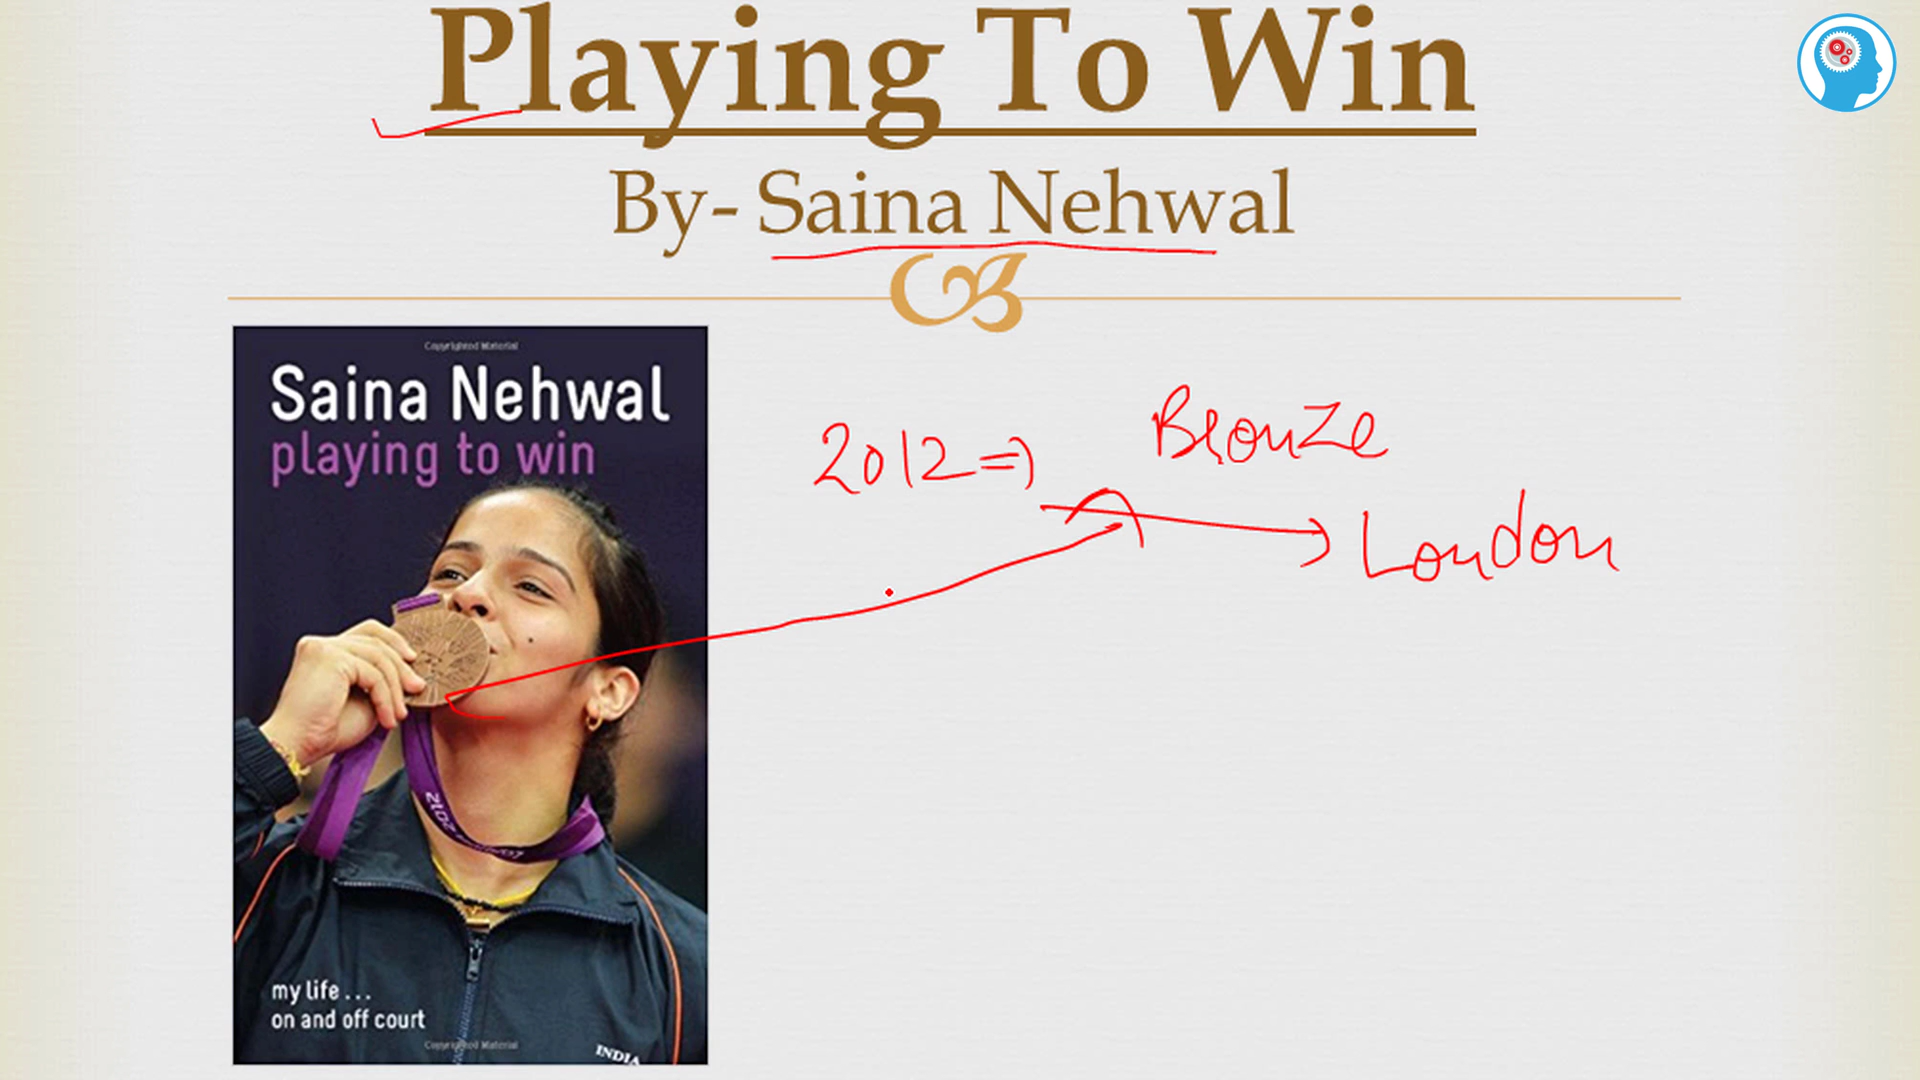 Playing To Win
By- Saina Nehwal
Copyrighted Material
Saina Nehwal
playing to win
2012 => Bronze
London
London 2012
my life...
on and off court
Copyrighted Material
INDIA